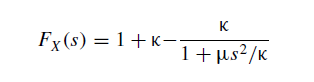 F_X(s) = 1 + κ − κ / (1 + μs²/κ)